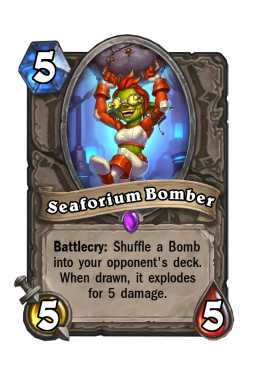 5
Seaforium Bomber
Battlecry: Shuffle a Bomb
into your opponent's deck.
When drawn, it explodes
for 5 damage.
5
5